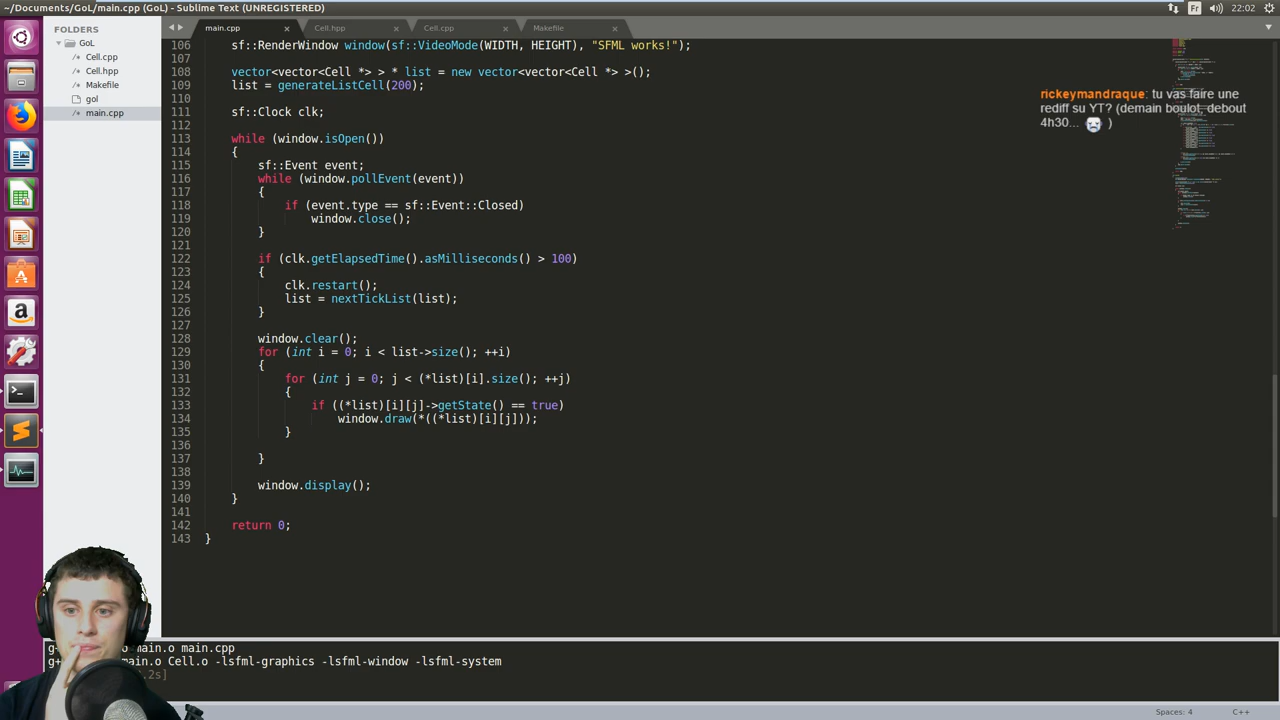 ~/Documents/GoL/main.cpp (GoL) - Sublime Text (UNREGISTERED)
Fr
22:02
FOLDERS
GoL
Cell.cpp
Cell.hpp
Makefile
gol
main.cpp
main.cpp
Cell.hpp
Cell.cpp
Makefile
106 sf::RenderWindow window(sf::VideoMode(WIDTH, HEIGHT), "SFML works!");
107
108 vector<vector<Cell *> > * list = new vector<vector<Cell *> >();
109 list = generateListCell(200);
110
111 sf::Clock clk;
112
113 while (window.isOpen())
114 {
115 sf::Event event;
116 while (window.pollEvent(event))
117 {
118 if (event.type == sf::Event::Closed)
119 window.close();
120 }
121
122 if (clk.getElapsedTime().asMilliseconds() > 100)
123 {
124 clk.restart();
125 list = nextTickList(list);
126 }
127
128 window.clear();
129 for (int i = 0; i < list->size(); ++i)
130 {
131 for (int j = 0; j < (*list)[i].size(); ++j)
132 {
133 if ((*list)[i][j]->getState() == true)
134 window.draw(*((*list)[i][j]));
135 }
136
137 }
138
139 window.display();
140 }
141
142 return 0;
143 }
rickeymandraque: tu vas faire une
rediff su YT? (demain boulot, debout
4h30... )
main.o main.cpp
main.o Cell.o -lsfml-graphics -lsfml-window -lsfml-system
.2s]
Spaces: 4
C++